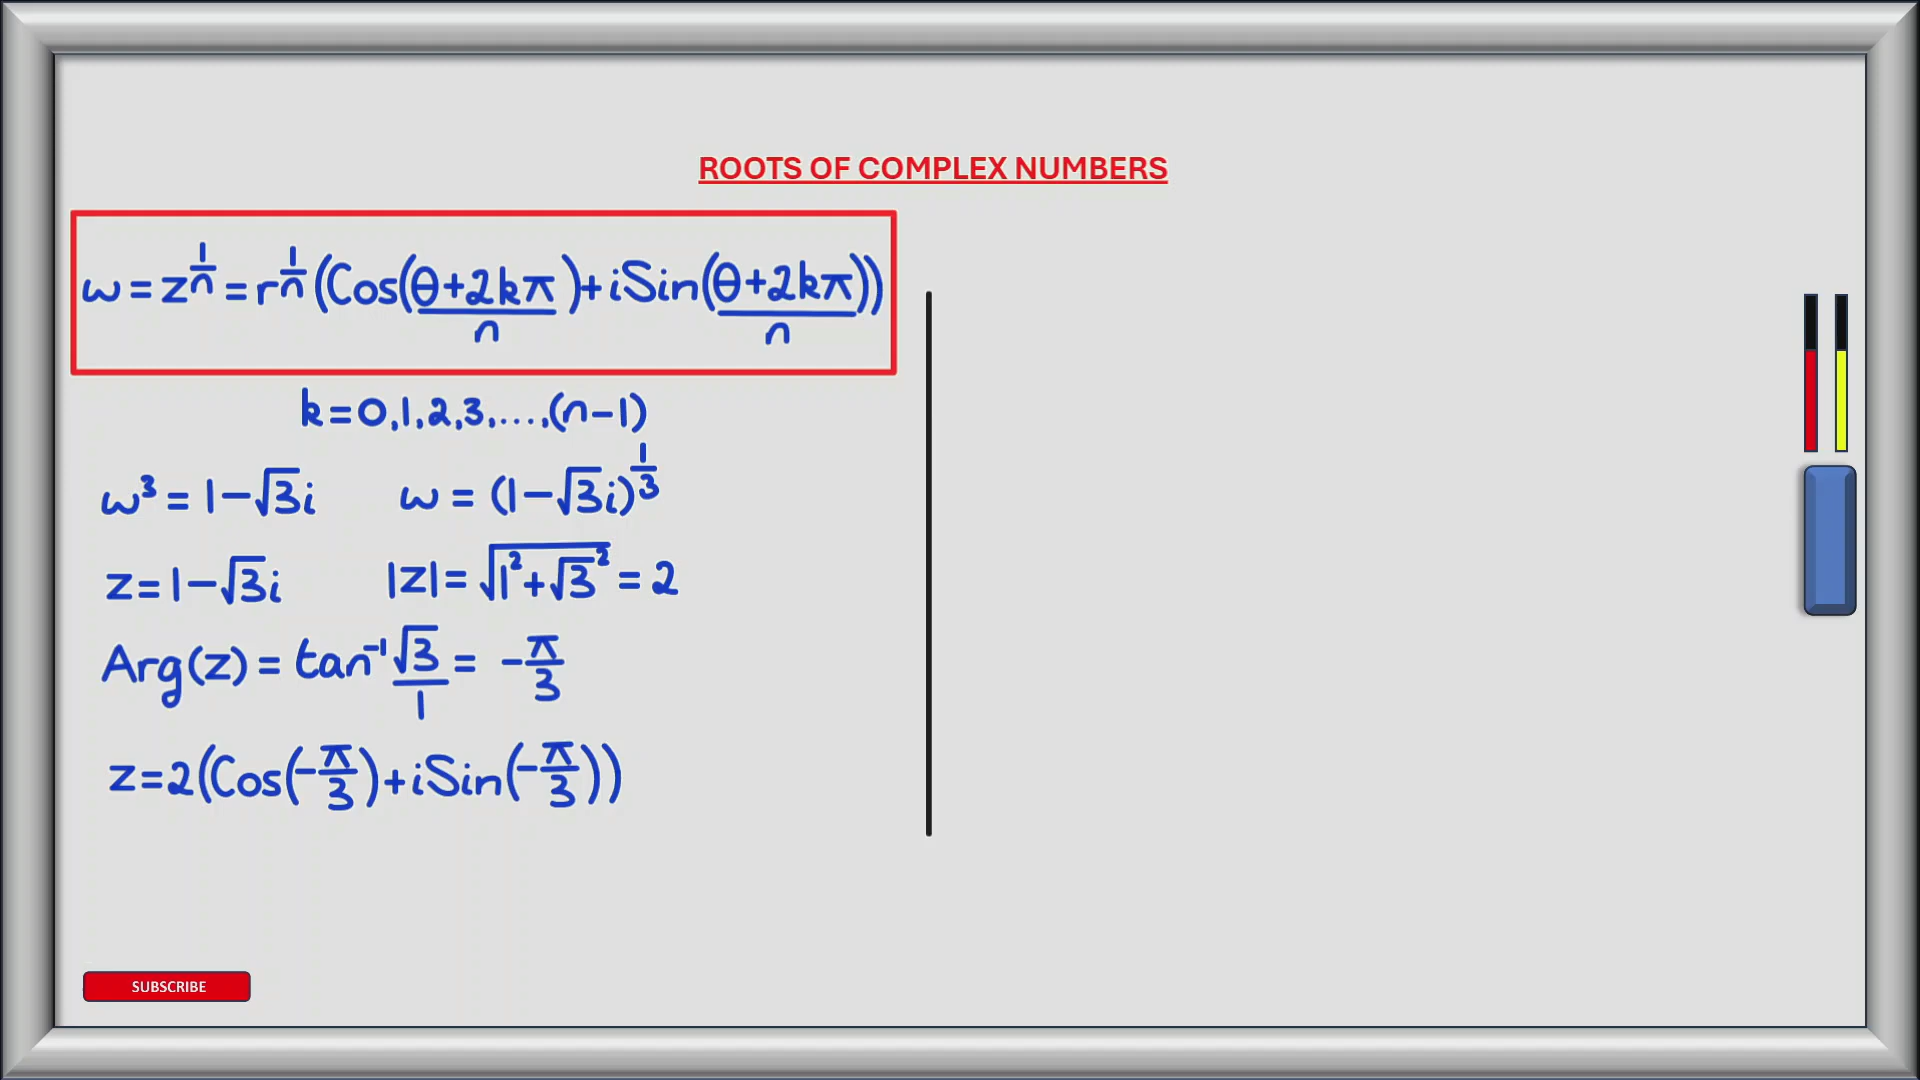 ROOTS OF COMPLEX NUMBERS
ω = z^(1/n) = r^(1/n) (Cos((θ+2kπ)/n) + iSin((θ+2kπ)/n))
k = 0,1,2,3,....,(n-1)
ω³ = 1-√3i ω = (1-√3i)^(1/3)
z = 1-√3i |z| = √(1²+√3²) = 2
Arg(z) = tan⁻¹ √3/1 = -π/3
z = 2(Cos(-π/3)+iSin(-π/3))
SUBSCRIBE